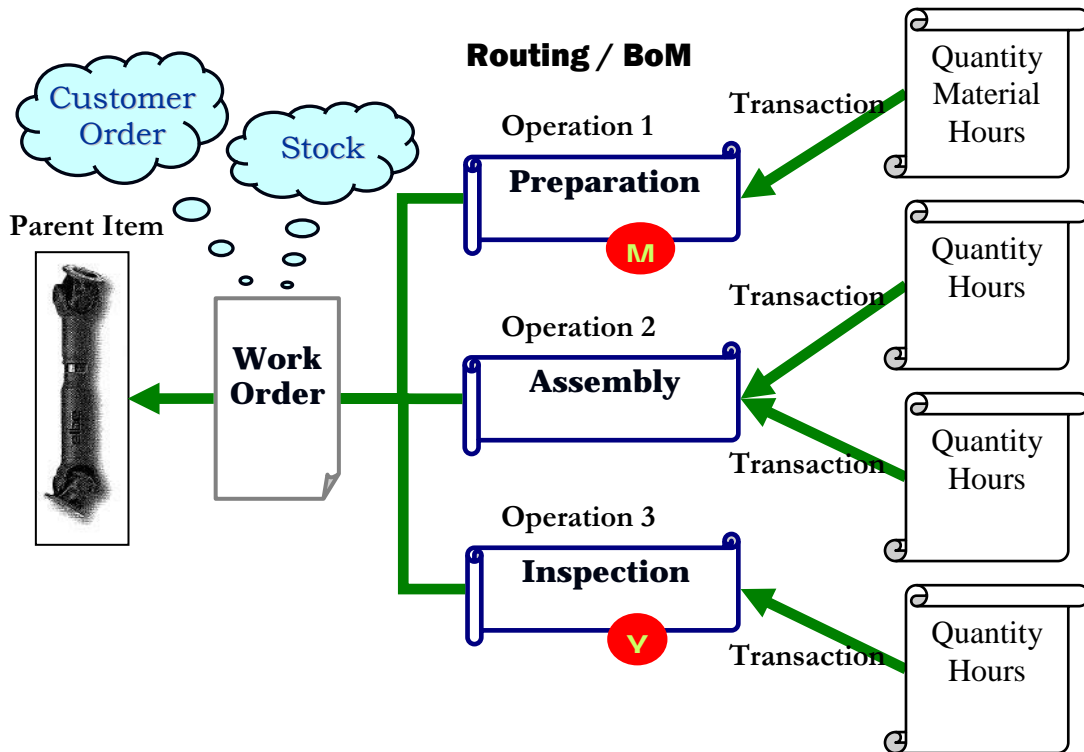 Routing / BoM
Customer
Order
Stock
Parent Item
Work
Order
Operation 1
Preparation
M
Transaction
Quantity
Material
Hours
Operation 2
Assembly
Transaction
Quantity
Hours
Transaction
Quantity
Hours
Operation 3
Inspection
Y
Transaction
Quantity
Hours